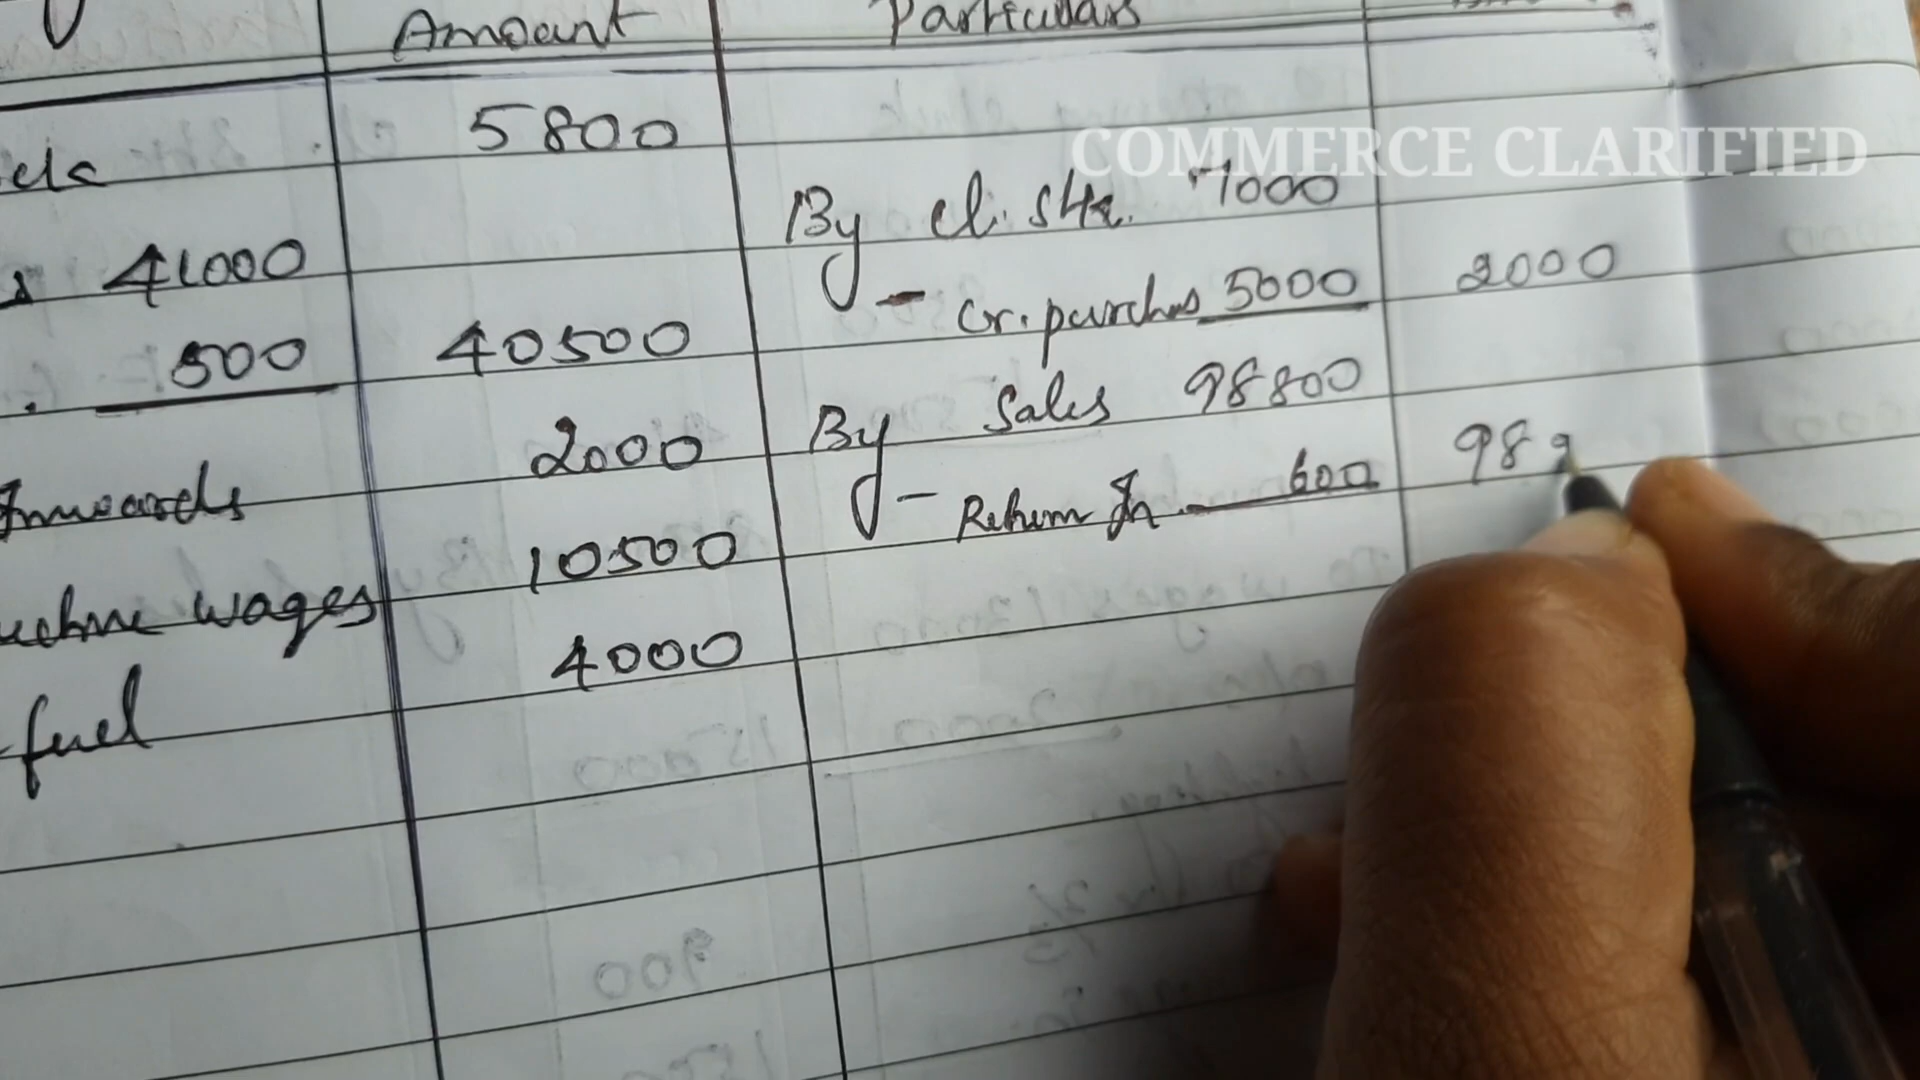 Amount Particulars
COMMERCE CLARIFIED
5800
By cl. stk. 7000
41000
- Cr. purchas 5000 2000
500 40500
By Sales 98800
2000
- Return In 600 98 2
Inwards
10500
wages
4000
fuel